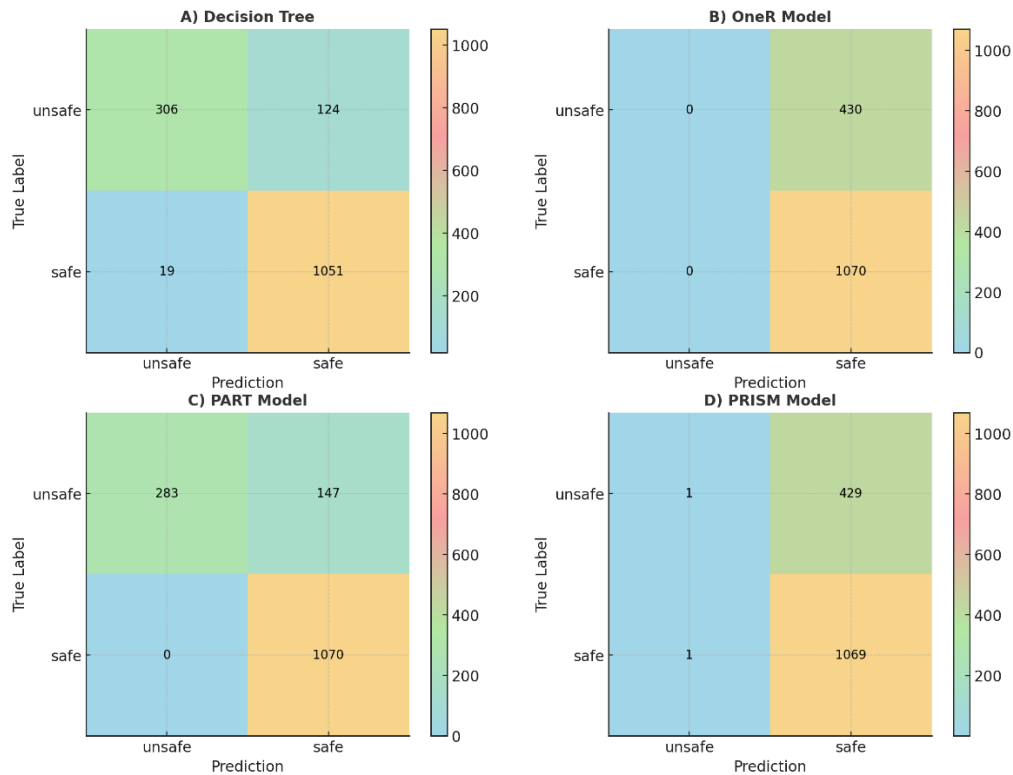 A) Decision Tree
unsafe
safe
True Label
306
124
19
1051
unsafe
safe
Prediction
1000
800
600
400
200
B) OneR Model
unsafe
safe
True Label
0
430
0
1070
unsafe
safe
Prediction
1000
800
600
400
200
0
C) PART Model
unsafe
safe
True Label
283
147
0
1070
unsafe
safe
Prediction
1000
800
600
400
200
0
D) PRISM Model
unsafe
safe
True Label
1
429
1
1069
unsafe
safe
Prediction
1000
800
600
400
200